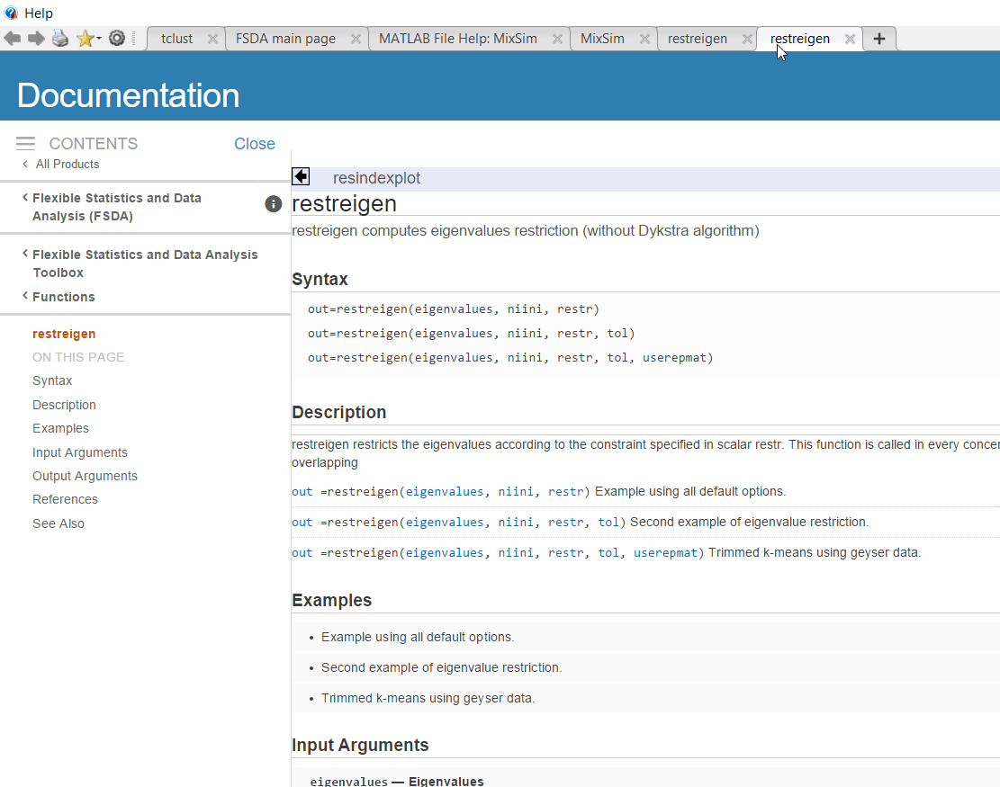 Help
tclust
FSDA main page
MATLAB File Help: MixSim
MixSim
restreigen
restreigen
Documentation
CONTENTS
Close
All Products
Flexible Statistics and Data
Analysis (FSDA)
Flexible Statistics and Data Analysis
Toolbox
Functions
restreigen
ON THIS PAGE
Syntax
Description
Examples
Input Arguments
Output Arguments
References
See Also
resindexplot
restreigen
restreigen computes eigenvalues restriction (without Dykstra algorithm)
Syntax
out=restreigen(eigenvalues, niini, restr)
out=restreigen(eigenvalues, niini, restr, tol)
out=restreigen(eigenvalues, niini, restr, tol, userepmat)
Description
restreigen restricts the eigenvalues according to the constraint specified in scalar restr. This function is called in every concer
overlapping
out =restreigen(eigenvalues, niini, restr) Example using all default options.
out =restreigen(eigenvalues, niini, restr, tol) Second example of eigenvalue restriction.
out =restreigen(eigenvalues, niini, restr, tol, userepmat) Trimmed k-means using geyser data.
Examples
• Example using all default options.
• Second example of eigenvalue restriction.
• Trimmed k-means using geyser data.
Input Arguments
eigenvalues — Eigenvalues